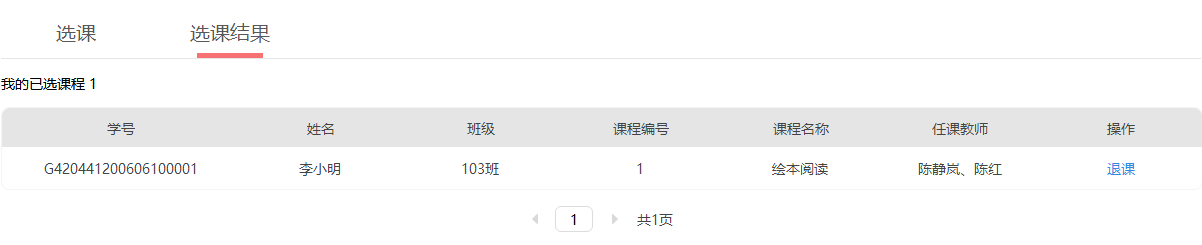 选课 选课结果
我的已选课程 1
学号 姓名 班级 课程编号 课程名称 任课教师 操作
G420441200606100001 李小明 103班 1 绘本阅读 陈静岚、陈红 退课
1 共1页